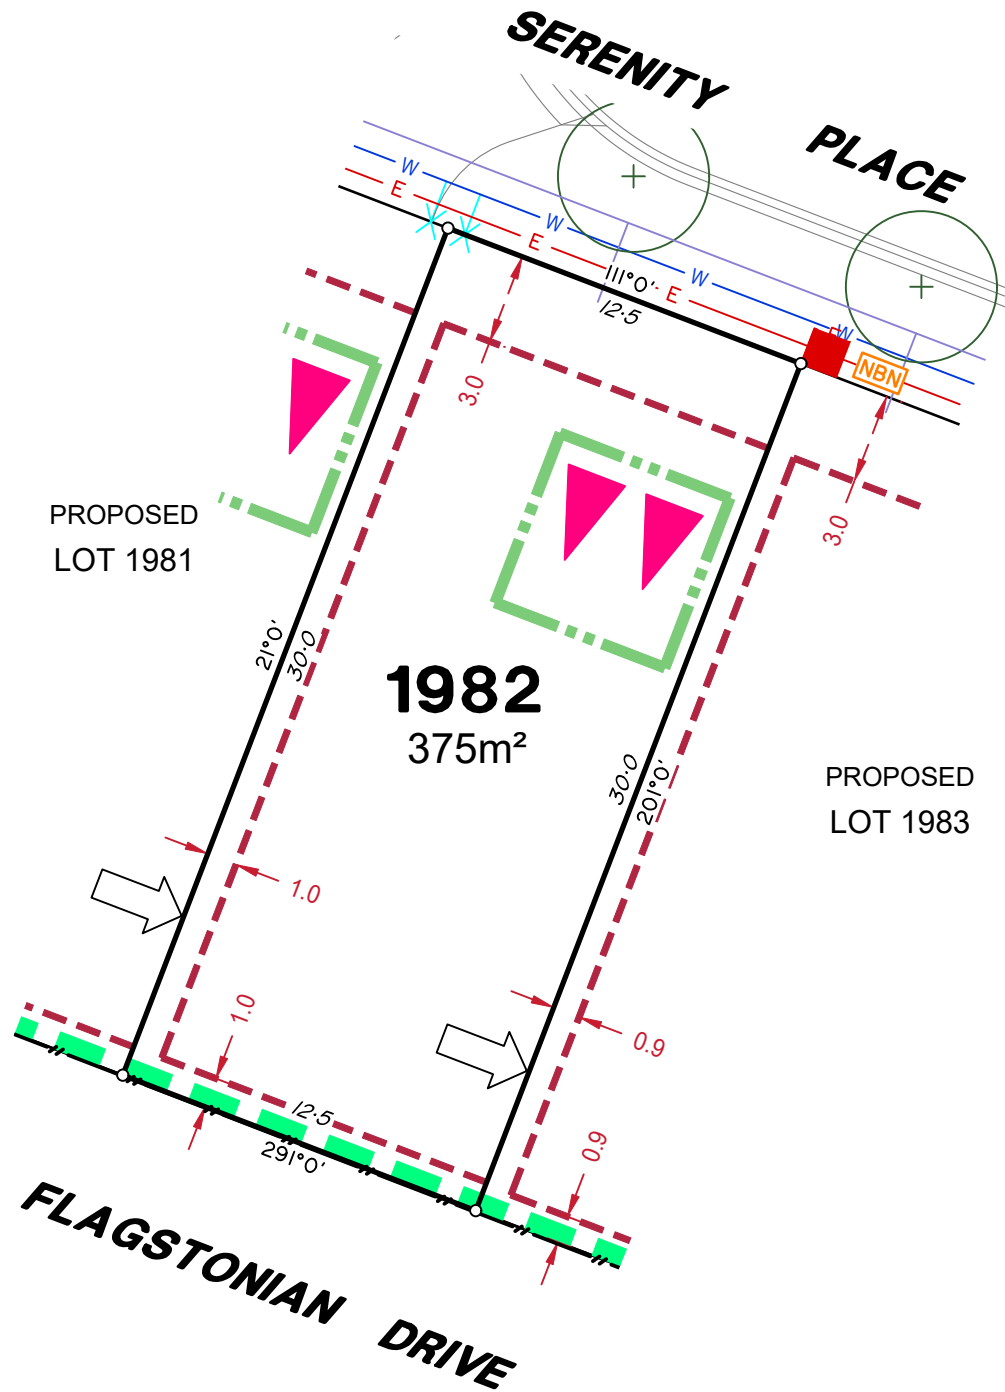 SERENITY PLACE
W
E
W
E
W
E
W
E
NBN
111°0'
12·5
3.0
3.0
PROPOSED
LOT 1981
21°0'
30·0
1982
375m²
30·0
201°0'
PROPOSED
LOT 1983
1.0
1.0
0.9
0.9
12·5
291°0'
FLAGSTONIAN DRIVE